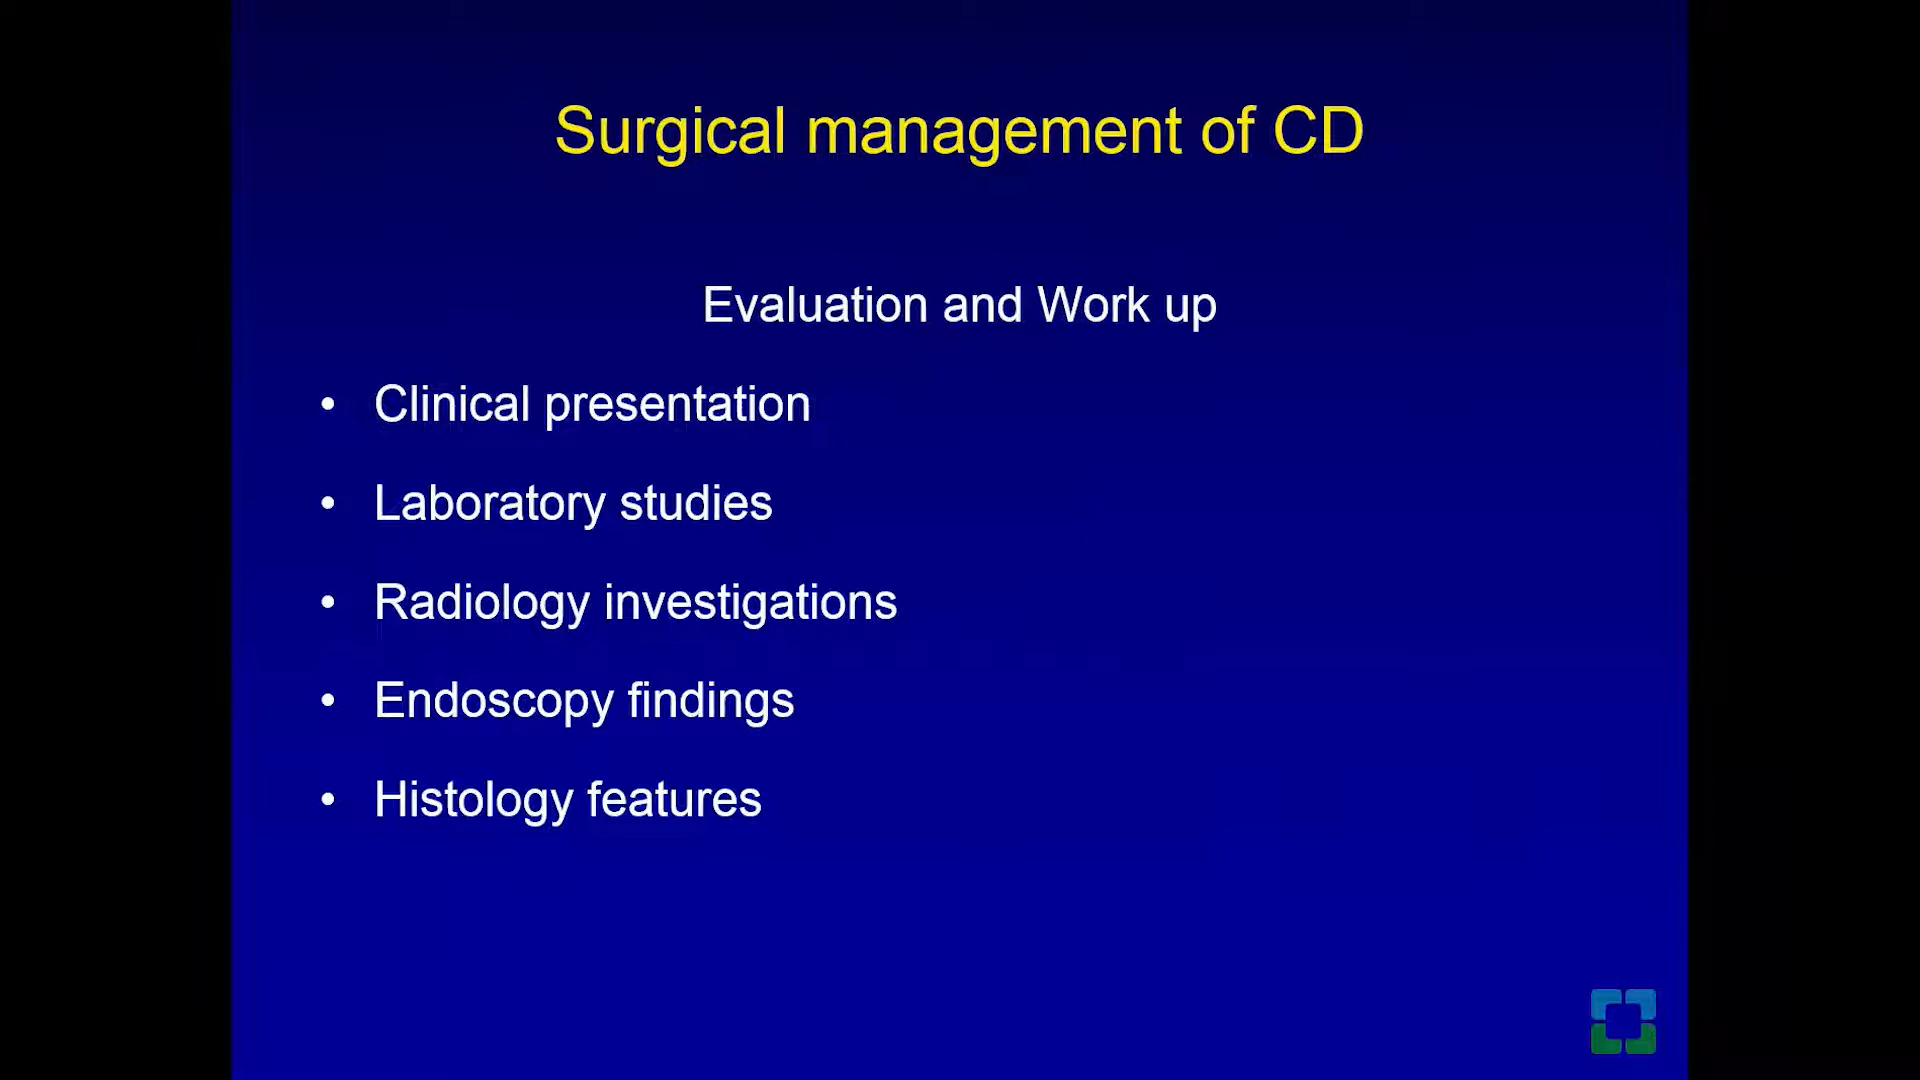 Surgical management of CD
Evaluation and Work up
• Clinical presentation
• Laboratory studies
• Radiology investigations
• Endoscopy findings
• Histology features